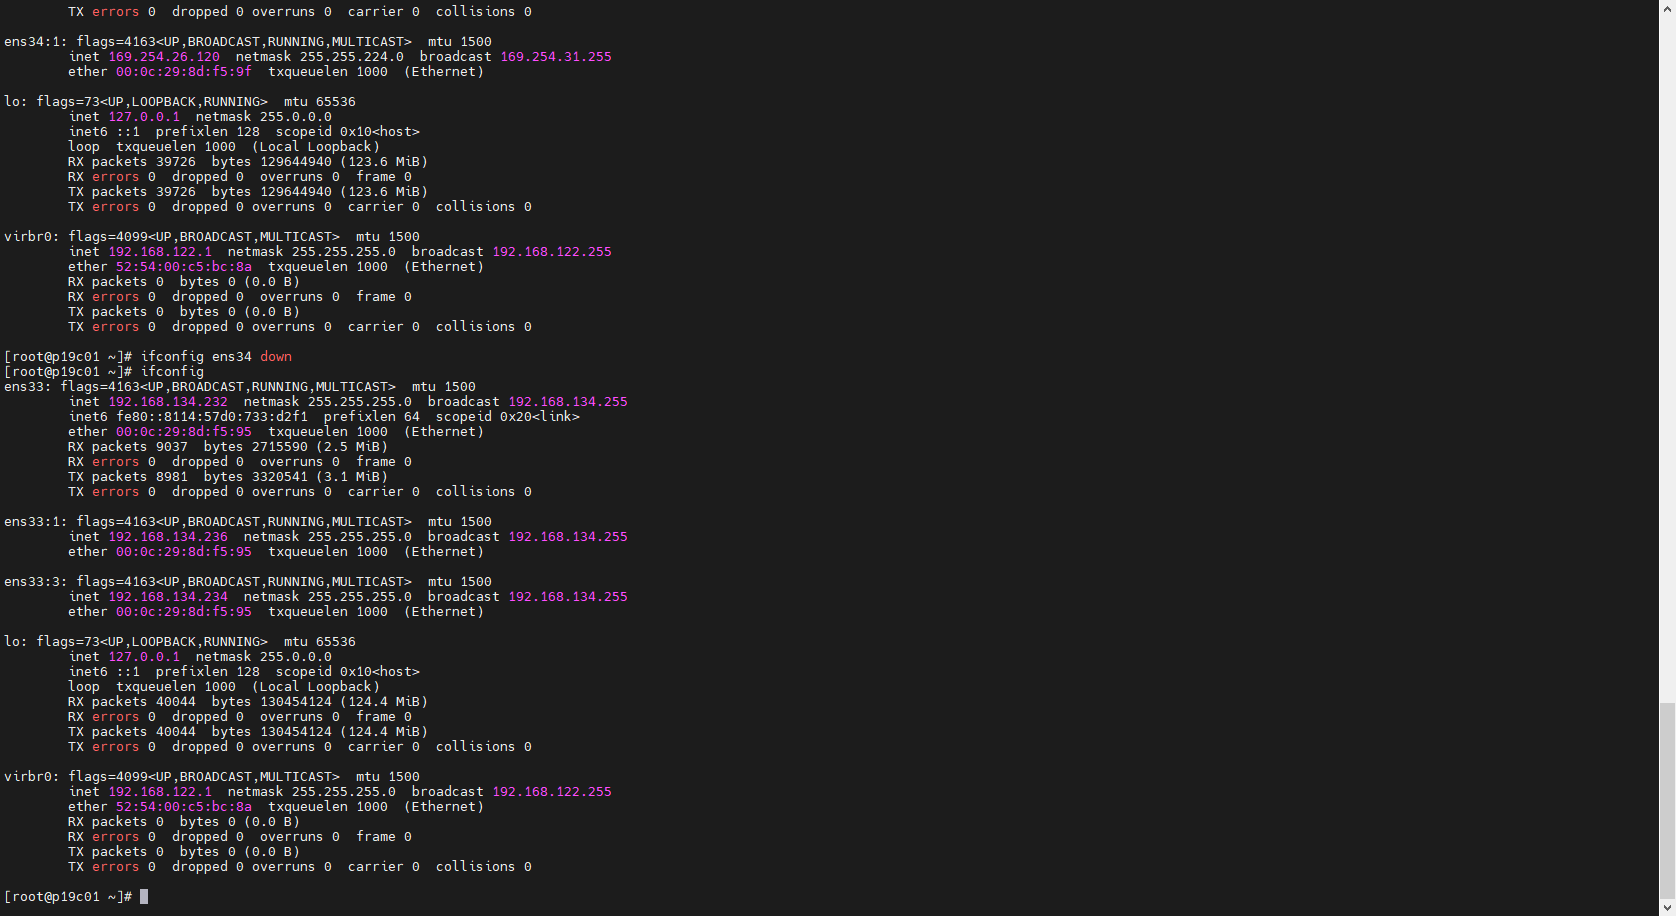 TX errors 0  dropped 0 overruns 0  carrier 0  collisions 0
ens34:1: flags=4163<UP,BROADCAST,RUNNING,MULTICAST>  mtu 1500
inet 169.254.26.120  netmask 255.255.224.0  broadcast 169.254.31.255
ether 00:0c:29:8d:f5:9f  txqueuelen 1000  (Ethernet)
lo: flags=73<UP,LOOPBACK,RUNNING>  mtu 65536
inet 127.0.0.1  netmask 255.0.0.0
inet6 ::1  prefixlen 128  scopeid 0x10<host>
loop  txqueuelen 1000  (Local Loopback)
RX packets 39726  bytes 129644940 (123.6 MiB)
RX errors 0  dropped 0  overruns 0  frame 0
TX packets 39726  bytes 129644940 (123.6 MiB)
TX errors 0  dropped 0 overruns 0  carrier 0  collisions 0
virbr0: flags=4099<UP,BROADCAST,MULTICAST>  mtu 1500
inet 192.168.122.1  netmask 255.255.255.0  broadcast 192.168.122.255
ether 52:54:00:c5:bc:8a  txqueuelen 1000  (Ethernet)
RX packets 0  bytes 0 (0.0 B)
RX errors 0  dropped 0  overruns 0  frame 0
TX packets 0  bytes 0 (0.0 B)
TX errors 0  dropped 0 overruns 0  carrier 0  collisions 0
[root@p19c01 ~]# ifconfig ens34 down
[root@p19c01 ~]# ifconfig
ens33: flags=4163<UP,BROADCAST,RUNNING,MULTICAST>  mtu 1500
inet 192.168.134.232  netmask 255.255.255.0  broadcast 192.168.134.255
inet6 fe80::8114:57d0:733:d2f1  prefixlen 64  scopeid 0x20<link>
ether 00:0c:29:8d:f5:95  txqueuelen 1000  (Ethernet)
RX packets 9037  bytes 2715590 (2.5 MiB)
RX errors 0  dropped 0  overruns 0  frame 0
TX packets 8981  bytes 3320541 (3.1 MiB)
TX errors 0  dropped 0 overruns 0  carrier 0  collisions 0
ens33:1: flags=4163<UP,BROADCAST,RUNNING,MULTICAST>  mtu 1500
inet 192.168.134.236  netmask 255.255.255.0  broadcast 192.168.134.255
ether 00:0c:29:8d:f5:95  txqueuelen 1000  (Ethernet)
ens33:3: flags=4163<UP,BROADCAST,RUNNING,MULTICAST>  mtu 1500
inet 192.168.134.234  netmask 255.255.255.0  broadcast 192.168.134.255
ether 00:0c:29:8d:f5:95  txqueuelen 1000  (Ethernet)
lo: flags=73<UP,LOOPBACK,RUNNING>  mtu 65536
inet 127.0.0.1  netmask 255.0.0.0
inet6 ::1  prefixlen 128  scopeid 0x10<host>
loop  txqueuelen 1000  (Local Loopback)
RX packets 40044  bytes 130454124 (124.4 MiB)
RX errors 0  dropped 0  overruns 0  frame 0
TX packets 40044  bytes 130454124 (124.4 MiB)
TX errors 0  dropped 0 overruns 0  carrier 0  collisions 0
virbr0: flags=4099<UP,BROADCAST,MULTICAST>  mtu 1500
inet 192.168.122.1  netmask 255.255.255.0  broadcast 192.168.122.255
ether 52:54:00:c5:bc:8a  txqueuelen 1000  (Ethernet)
RX packets 0  bytes 0 (0.0 B)
RX errors 0  dropped 0  overruns 0  frame 0
TX packets 0  bytes 0 (0.0 B)
TX errors 0  dropped 0 overruns 0  carrier 0  collisions 0
[root@p19c01 ~]#